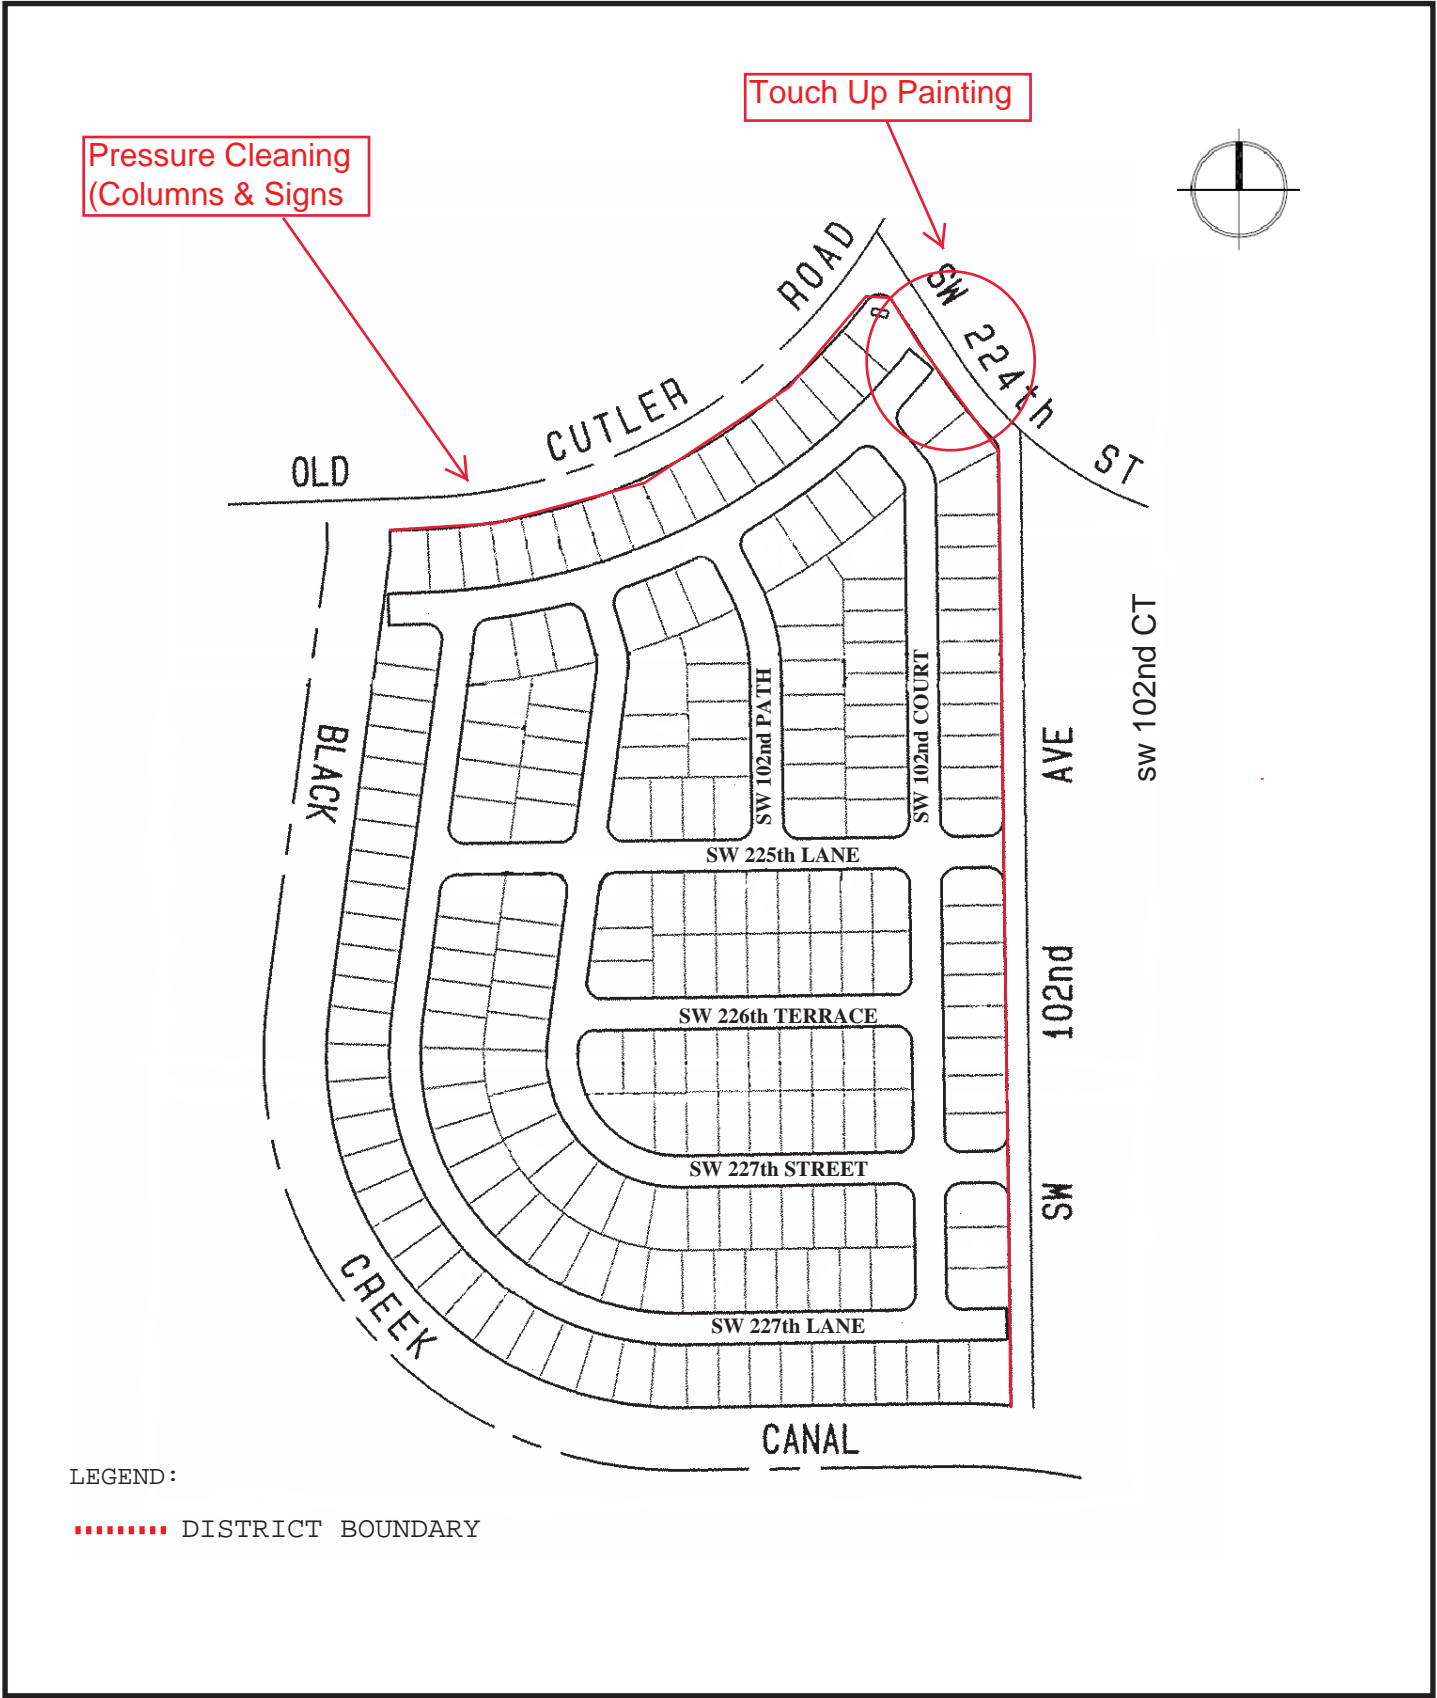 Touch Up Painting
Pressure Cleaning
(Columns & Signs
OLD CUTLER ROAD
SW 224th ST
sw 102nd CT
SW 102nd AVE
SW 102nd PATH
SW 102nd COURT
SW 225th LANE
SW 226th TERRACE
SW 227th STREET
SW 227th LANE
BLACK CREEK CANAL
LEGEND:
DISTRICT BOUNDARY